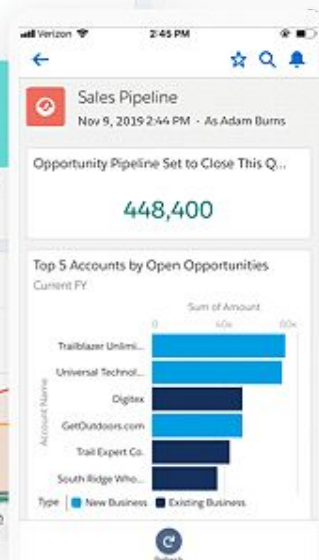 Verizon 2:45 PM
Sales Pipeline
Nov 9, 2019 2:44 PM · As Adam Burns
Opportunity Pipeline Set to Close This Q...
448,400
Top 5 Accounts by Open Opportunities
Current FY
Sum of Amount
0 40k 80k
Account Name
Trailblazer Unlimi...
Universal Technol...
Digitex
GetOutdoors.com
Trail Expert Co.
South Ridge Who...
Type New Business Existing Business